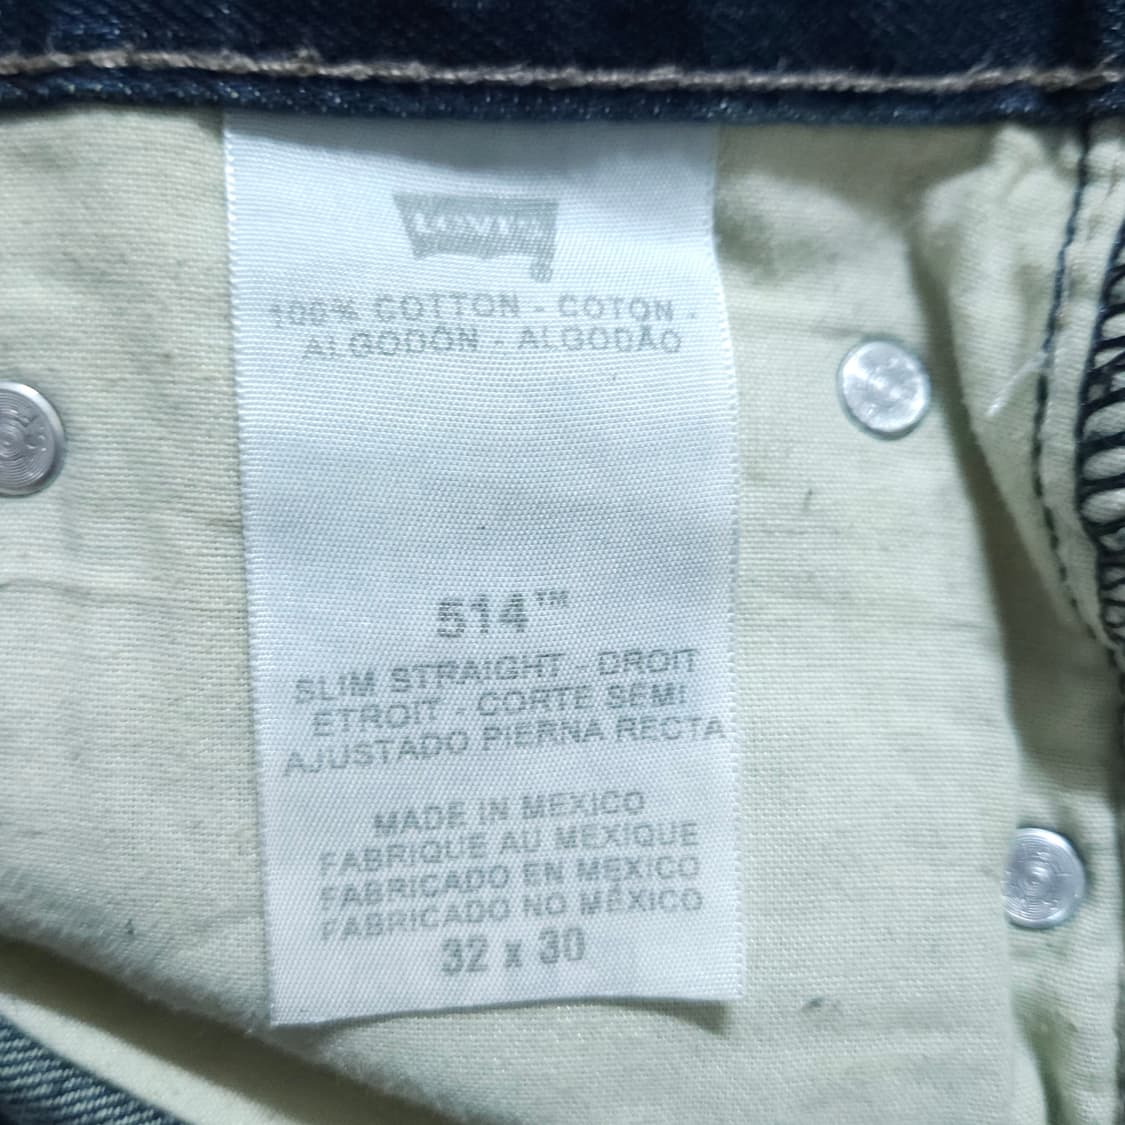 LEVI'S
®
100% COTTON - COTON -
ALGODÓN - ALGODÃO
514™
SLIM STRAIGHT - DROIT
ETROIT - CORTE SEMI
AJUSTADO PIERNA RECTA
MADE IN MEXICO
FABRIQUE AU MEXIQUE
FABRICADO EN MEXICO
FABRICADO NO MÉXICO
32 x 30